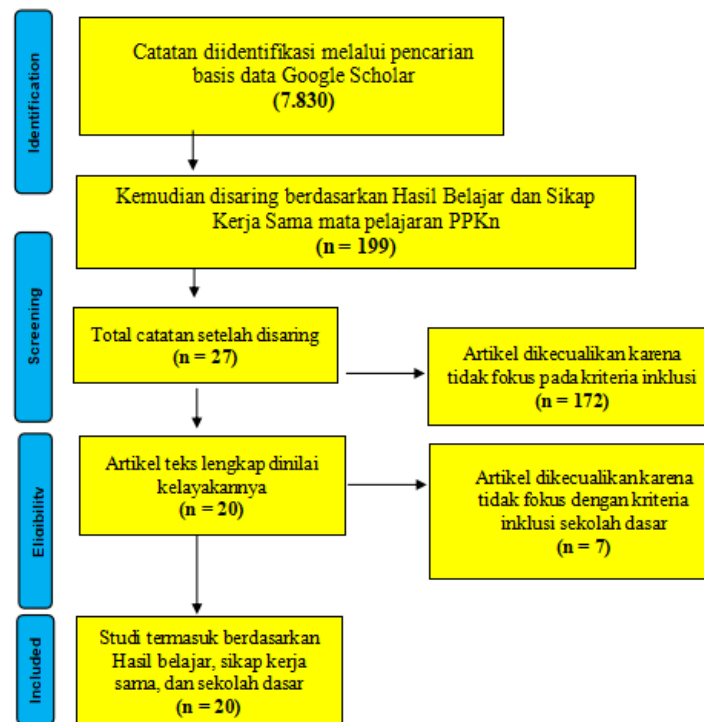 Identification
Catatan diidentifikasi melalui pencarian
basis data Google Scholar
(7.830)
Kemudian disaring berdasarkan Hasil Belajar dan Sikap
Kerja Sama mata pelajaran PPKn
(n = 199)
Screening
Total catatan setelah disaring
(n = 27)
Artikel dikecualikan karena
tidak fokus pada kriteria inklusi
(n = 172)
Eligibility
Artikel teks lengkap dinilai
kelayakannya
(n = 20)
Artikel dikecualikan karena
tidak fokus dengan kriteria
inklusi sekolah dasar
(n = 7)
Included
Studi termasuk berdasarkan
Hasil belajar, sikap kerja
sama, dan sekolah dasar
(n = 20)